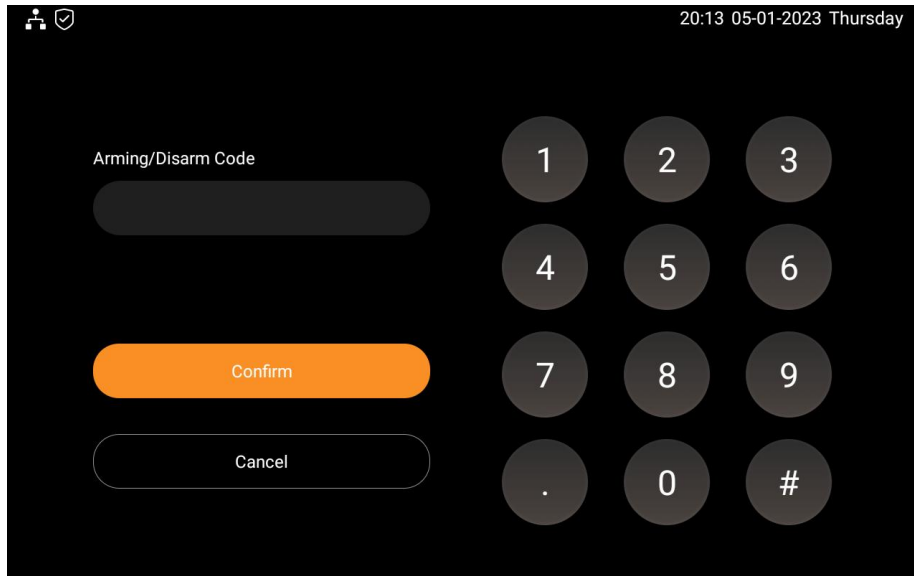 20:13 05-01-2023 Thursday
Arming/Disarm Code
1 2 3
4 5 6
Confirm
7 8 9
Cancel
. 0 #